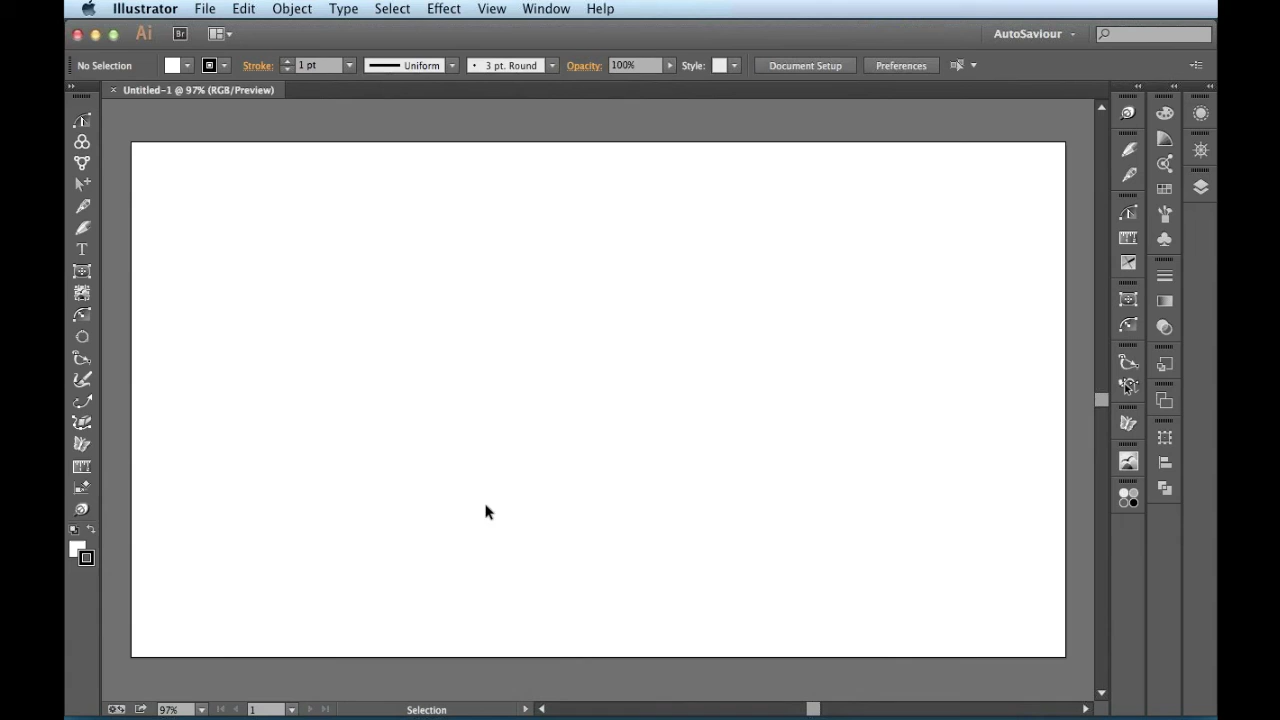 Illustrator File Edit Object Type Select Effect View Window Help
Ai Br AutoSaviour
No Selection Stroke: 1 pt Uniform 3 pt. Round Opacity: 100% Style: Document Setup Preferences
Untitled-1 @ 97% (RGB/Preview)
T
97% 1 Selection